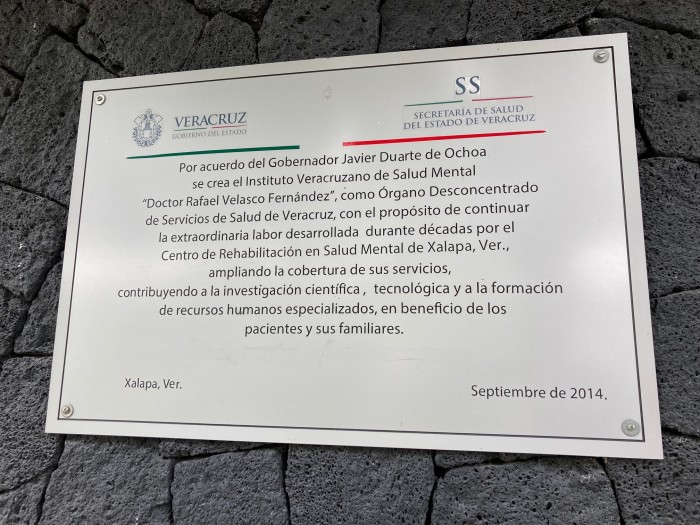 VERACRUZ
GOBIERNO DEL ESTADO
SS
SECRETARÍA DE SALUD
DEL ESTADO DE VERACRUZ
Por acuerdo del Gobernador Javier Duarte de Ochoa
se crea el Instituto Veracruzano de Salud Mental
"Doctor Rafael Velasco Fernández", como Órgano Desconcentrado
de Servicios de Salud de Veracruz, con el propósito de continuar
la extraordinaria labor desarrollada durante décadas por el
Centro de Rehabilitación en Salud Mental de Xalapa, Ver.,
ampliando la cobertura de sus servicios,
contribuyendo a la investigación científica , tecnológica y a la formación
de recursos humanos especializados, en beneficio de los
pacientes y sus familiares.
Xalapa, Ver.
Septiembre de 2014.